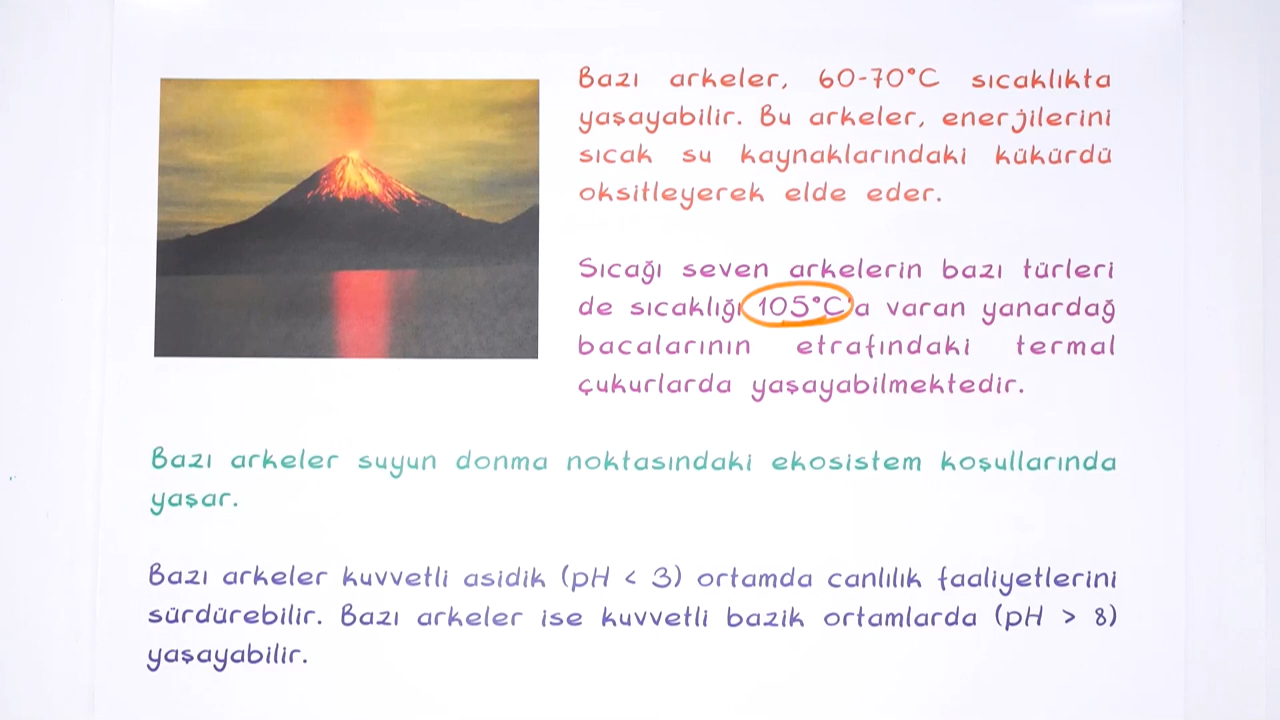 Bazı arkeler, 60-70°C sıcaklıkta
yaşayabilir. Bu arkeler, enerjilerini
sıcak su kaynaklarındaki kükürdü
oksitleyerek elde eder.
Sıcağı seven arkelerin bazı türleri
de sıcaklığı 105°C'a varan yanardağ
bacalarının etrafındaki termal
çukurlarda yaşayabilmektedir.
Bazı arkeler suyun donma noktasındaki ekosistem koşullarında
yaşar.
Bazı arkeler kuvvetli asidik (pH < 3) ortamda canlılık faaliyetlerini
sürdürebilir. Bazı arkeler ise kuvvetli bazik ortamlarda (pH > 8)
yaşayabilir.